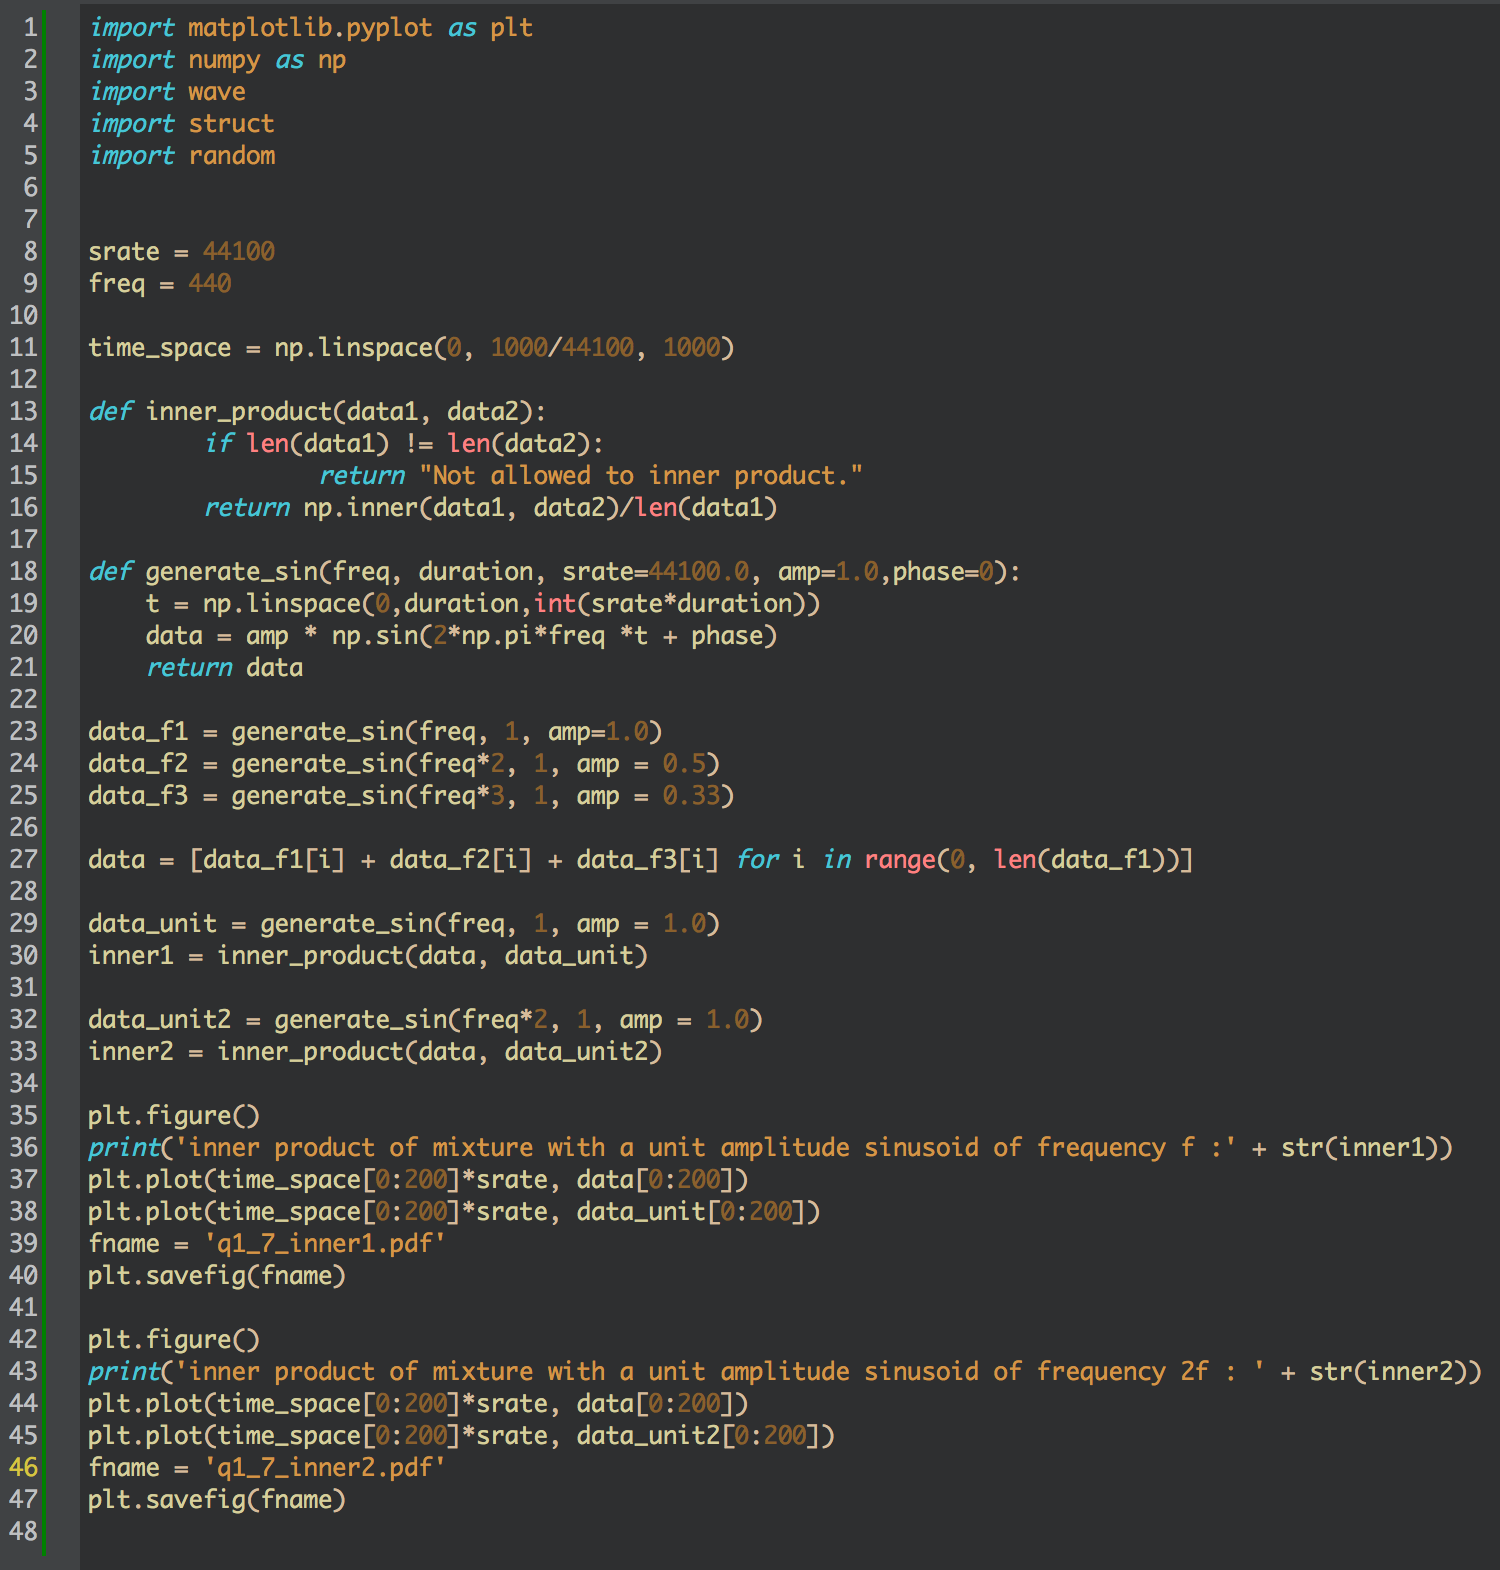 1 import matplotlib.pyplot as plt
2 import numpy as np
3 import wave
4 import struct
5 import random
6
7
8 srate = 44100
9 freq = 440
10
11 time_space = np.linspace(0, 1000/44100, 1000)
12
13 def inner_product(data1, data2):
14         if len(data1) != len(data2):
15                 return "Not allowed to inner product."
16         return np.inner(data1, data2)/len(data1)
17
18 def generate_sin(freq, duration, srate=44100.0, amp=1.0,phase=0):
19     t = np.linspace(0,duration,int(srate*duration))
20     data = amp * np.sin(2*np.pi*freq *t + phase)
21     return data
22
23 data_f1 = generate_sin(freq, 1, amp=1.0)
24 data_f2 = generate_sin(freq*2, 1, amp = 0.5)
25 data_f3 = generate_sin(freq*3, 1, amp = 0.33)
26
27 data = [data_f1[i] + data_f2[i] + data_f3[i] for i in range(0, len(data_f1))]
28
29 data_unit = generate_sin(freq, 1, amp = 1.0)
30 inner1 = inner_product(data, data_unit)
31
32 data_unit2 = generate_sin(freq*2, 1, amp = 1.0)
33 inner2 = inner_product(data, data_unit2)
34
35 plt.figure()
36 print('inner product of mixture with a unit amplitude sinusoid of frequency f :' + str(inner1))
37 plt.plot(time_space[0:200]*srate, data[0:200])
38 plt.plot(time_space[0:200]*srate, data_unit[0:200])
39 fname = 'q1_7_inner1.pdf'
40 plt.savefig(fname)
41
42 plt.figure()
43 print('inner product of mixture with a unit amplitude sinusoid of frequency 2f : ' + str(inner2))
44 plt.plot(time_space[0:200]*srate, data[0:200])
45 plt.plot(time_space[0:200]*srate, data_unit2[0:200])
46 fname = 'q1_7_inner2.pdf'
47 plt.savefig(fname)
48